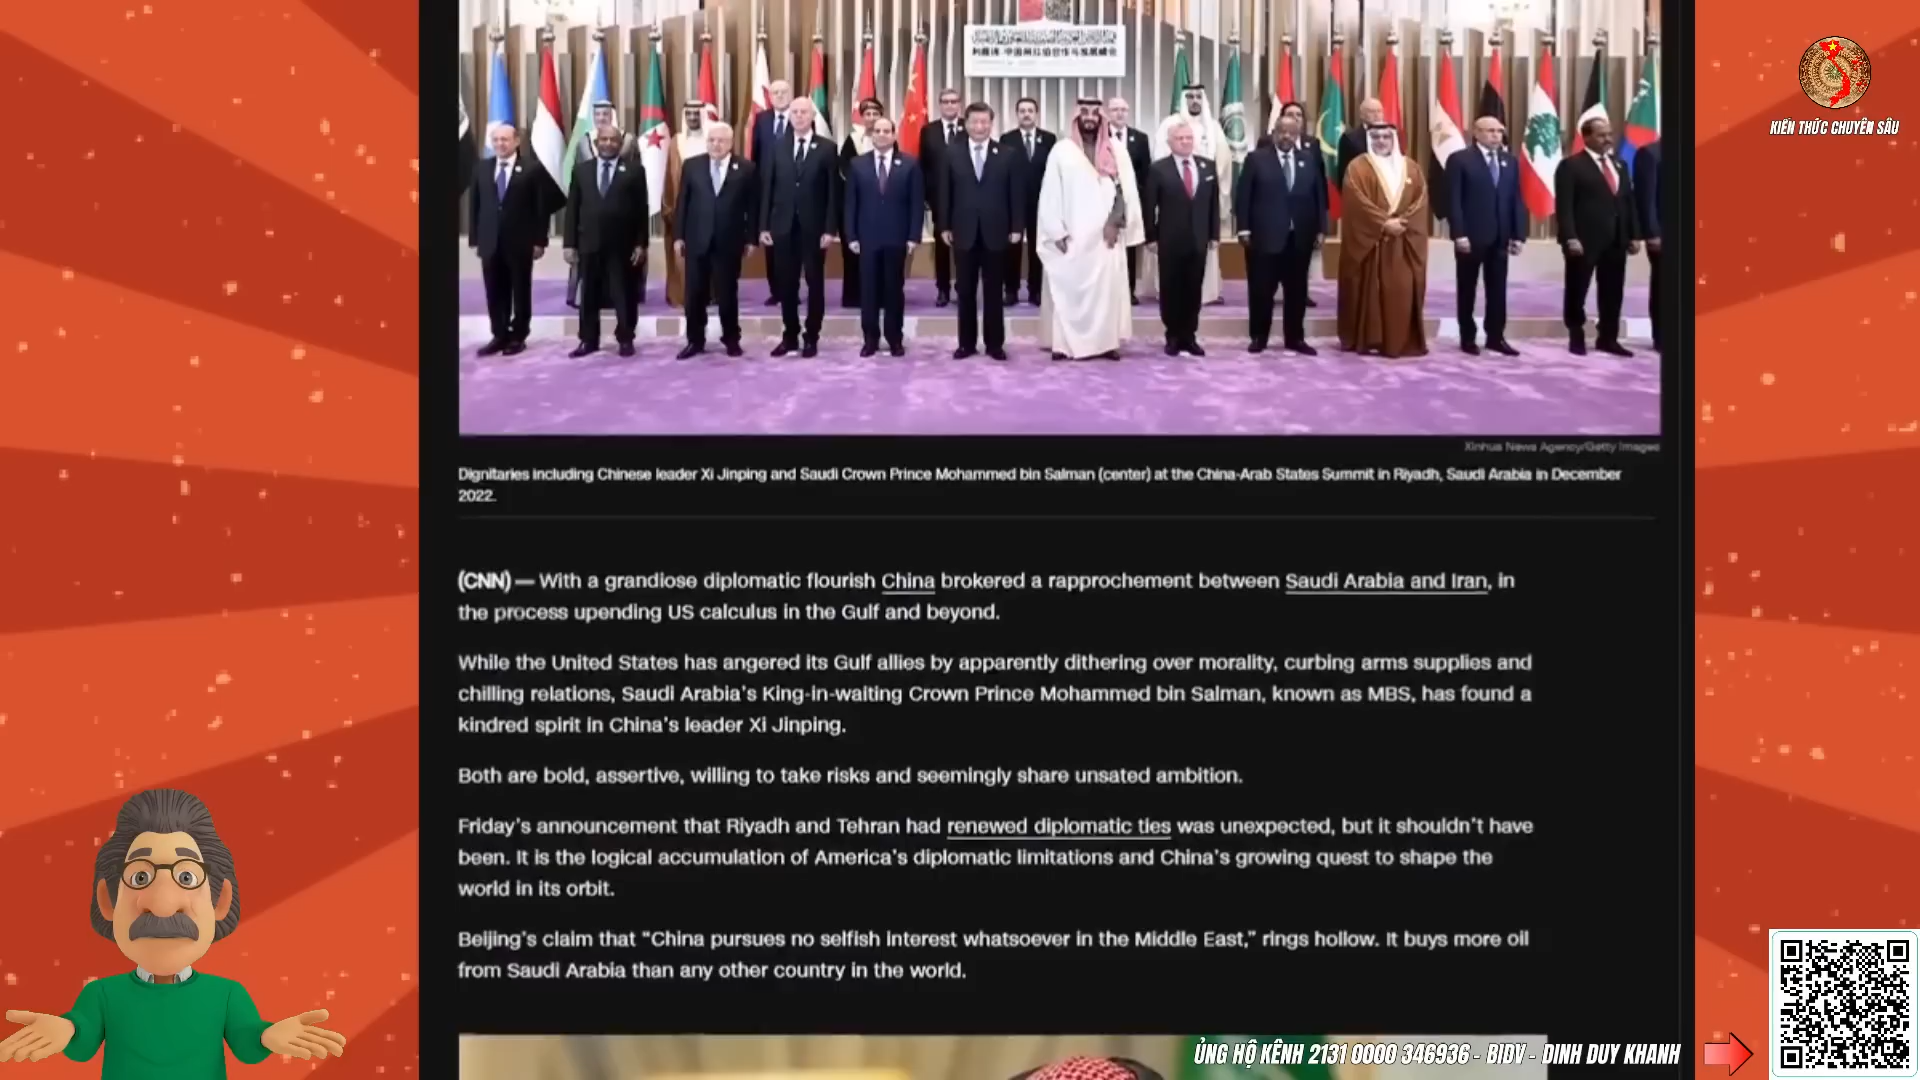 KIẾN THỨC CHUYÊN SÂU
Xinhua News Agency/Getty Images
Dignitaries including Chinese leader Xi Jinping and Saudi Crown Prince Mohammed bin Salman (center) at the China-Arab States Summit in Riyadh, Saudi Arabia in December
2022.
(CNN) — With a grandiose diplomatic flourish China brokered a rapprochement between Saudi Arabia and Iran, in
the process upending US calculus in the Gulf and beyond.
While the United States has angered its Gulf allies by apparently dithering over morality, curbing arms supplies and
chilling relations, Saudi Arabia's King-in-waiting Crown Prince Mohammed bin Salman, known as MBS, has found a
kindred spirit in China's leader Xi Jinping.
Both are bold, assertive, willing to take risks and seemingly share unsated ambition.
Friday's announcement that Riyadh and Tehran had renewed diplomatic ties was unexpected, but it shouldn't have
been. It is the logical accumulation of America's diplomatic limitations and China's growing quest to shape the
world in its orbit.
Beijing's claim that “China pursues no selfish interest whatsoever in the Middle East,” rings hollow. It buys more oil
from Saudi Arabia than any other country in the world.
ỦNG HỘ KÊNH 2131 0000 346936 - BIDV - DINH DUY KHANH